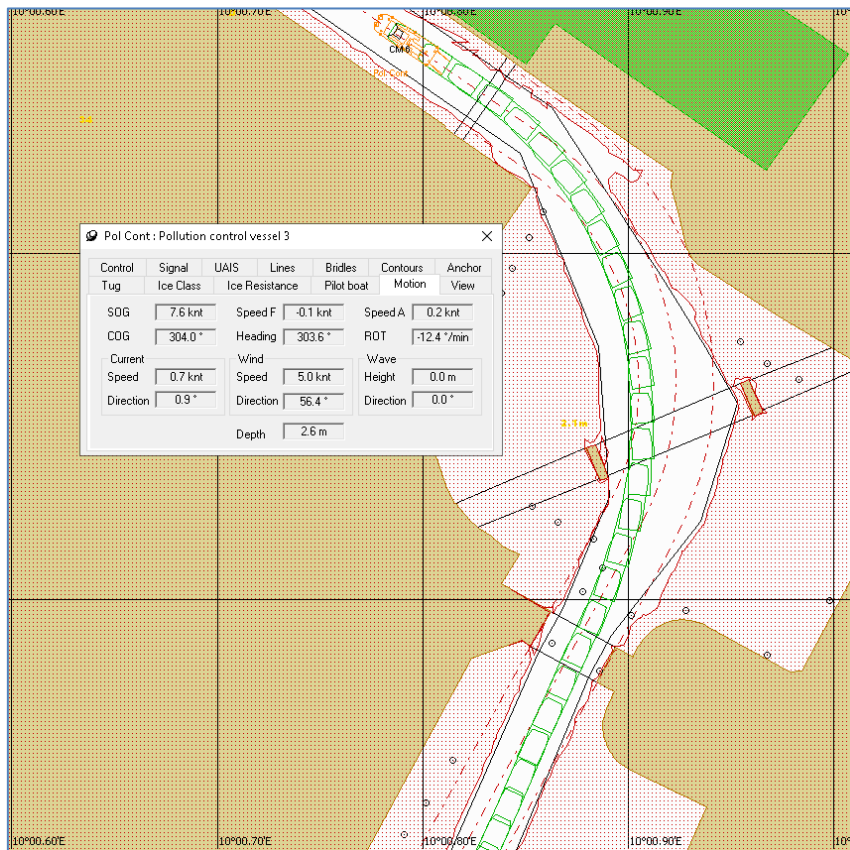 10°00.60'E 10°00.70'E 10°00.80'E 10°00.90'E
CM 6
Pol Cont
Pol Cont : Pollution control vessel 3
Control Signal UAIS Lines Bridles Contours Anchor
Tug Ice Class Ice Resistance Pilot boat Motion View
SOG 7.6 knt Speed F -0.1 knt Speed A 0.2 knt
COG 304.0 ° Heading 303.6 ° ROT -12.4 °/min
Current Wind Wave
Speed 0.7 knt Speed 5.0 knt Height 0.0 m
Direction 0.9 ° Direction 56.4 ° Direction 0.0 °
Depth 2.6 m
10°00.60'E 10°00.70'E 10°00.80'E 10°00.90'E